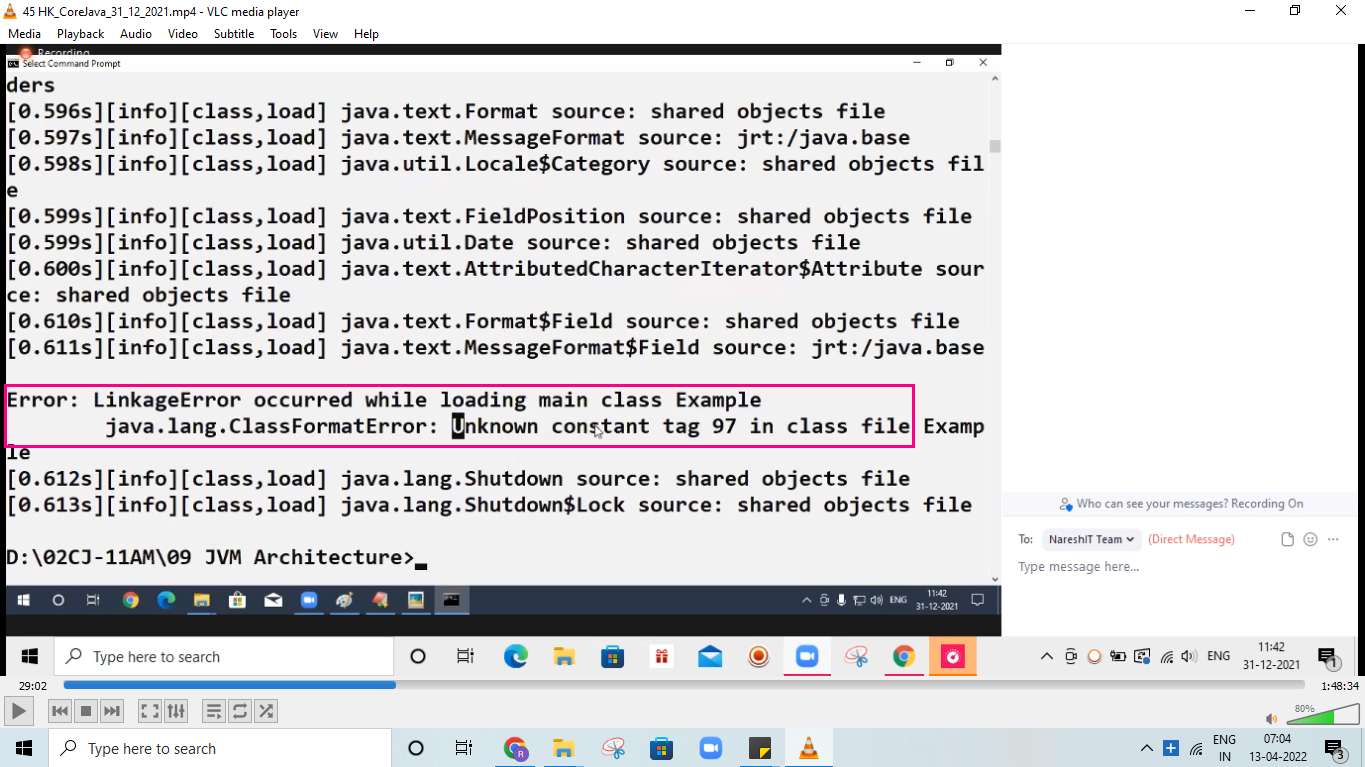 45 HK_CoreJava_31_12_2021.mp4 - VLC media player
Media Playback Audio Video Subtitle Tools View Help
Recording
Select Command Prompt
ders
[0.596s][info][class,load] java.text.Format source: shared objects file
[0.597s][info][class,load] java.text.MessageFormat source: jrt:/java.base
[0.598s][info][class,load] java.util.Locale$Category source: shared objects fil
e
[0.599s][info][class,load] java.text.FieldPosition source: shared objects file
[0.599s][info][class,load] java.util.Date source: shared objects file
[0.600s][info][class,load] java.text.AttributedCharacterIterator$Attribute sour
ce: shared objects file
[0.610s][info][class,load] java.text.Format$Field source: shared objects file
[0.611s][info][class,load] java.text.MessageFormat$Field source: jrt:/java.base
Error: LinkageError occurred while loading main class Example
java.lang.ClassFormatError: Unknown constant tag 97 in class file Examp
le
[0.612s][info][class,load] java.lang.Shutdown source: shared objects file
[0.613s][info][class,load] java.lang.Shutdown$Lock source: shared objects file
D:\02CJ-11AM\09 JVM Architecture>
Who can see your messages? Recording On
To: NareshIT Team (Direct Message)
Type message here...
ENG 11:42
31-12-2021
Type here to search
ENG 11:42
31-12-2021
1
29:02 1:48:34
80%
Type here to search
R
ENG 07:04
IN 13-04-2022
3